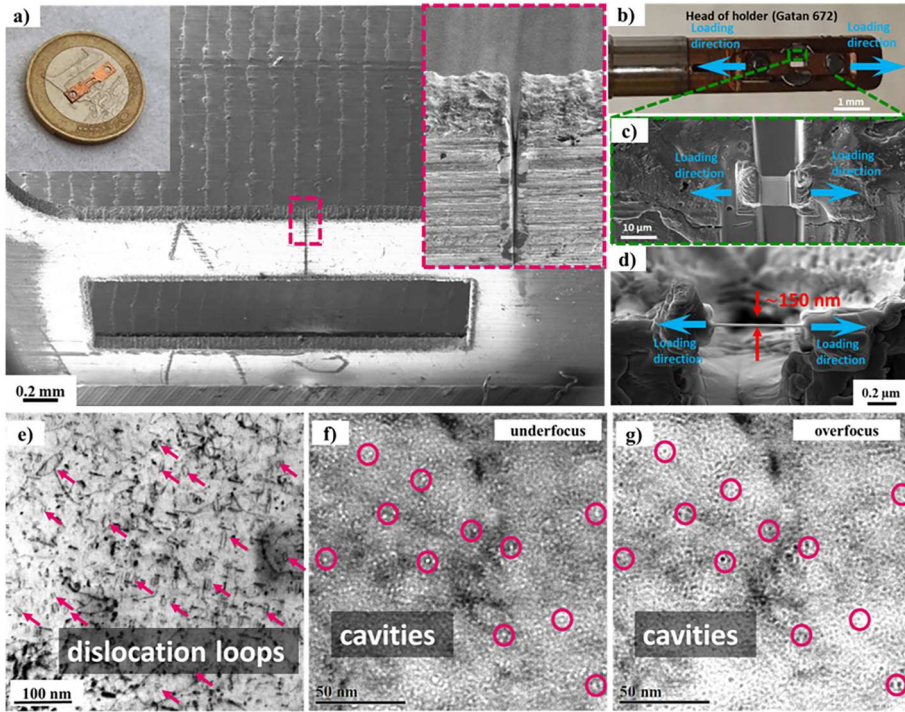 a)
0.2 mm
b)
Head of holder (Gatan 672)
Loading
direction
Loading
direction
1 mm
c)
Loading
direction
Loading
direction
10 µm
d)
~150 nm
Loading
direction
Loading
direction
0.2 µm
e)
dislocation loops
100 nm
f)
underfocus
cavities
50 nm
g)
overfocus
cavities
50 nm